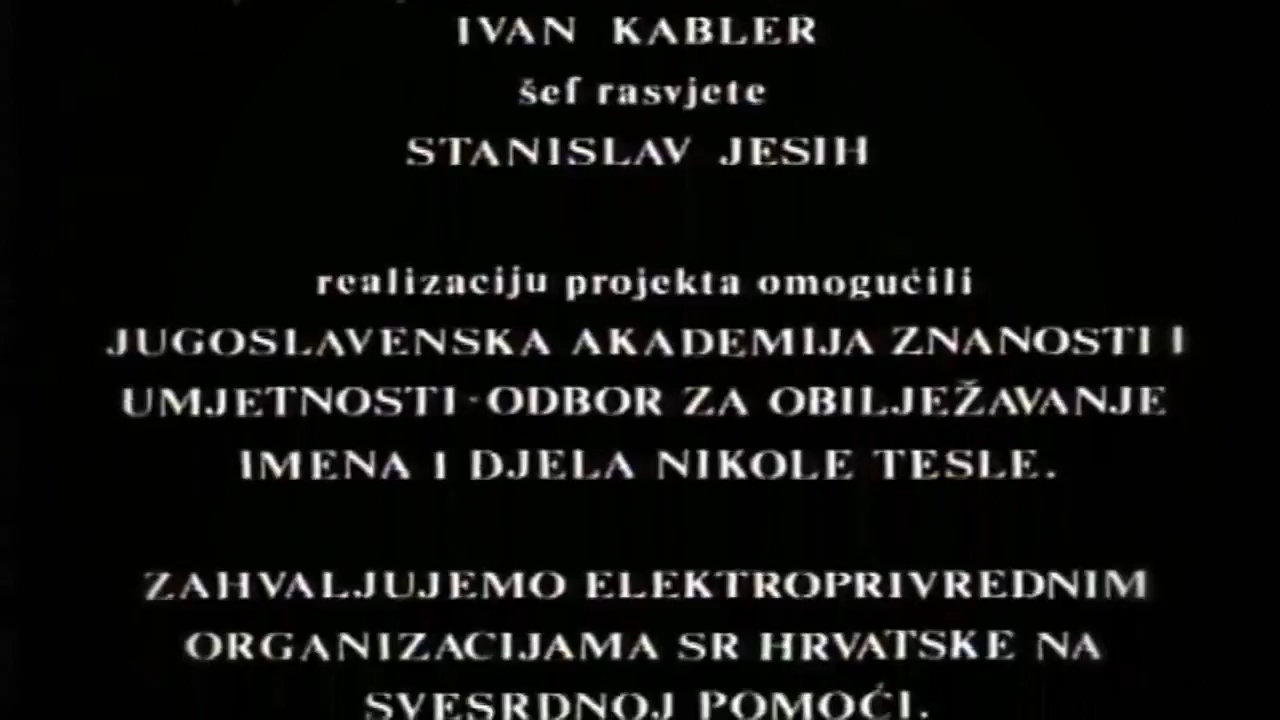 IVAN KABLER
šef rasvjete
STANISLAV JESIH
realizaciju projekta omogućili
JUGOSLAVENSKA AKADEMIJA ZNANOSTI I
UMJETNOSTI-ODBOR ZA OBILJEŽAVANJE
IMENA I DJELA NIKOLE TESLE.
ZAHVALJUJEMO ELEKTROPRIVREDNIM
ORGANIZACIJAMA SR HRVATSKE NA
SVESRDNOJ POMOĆI.